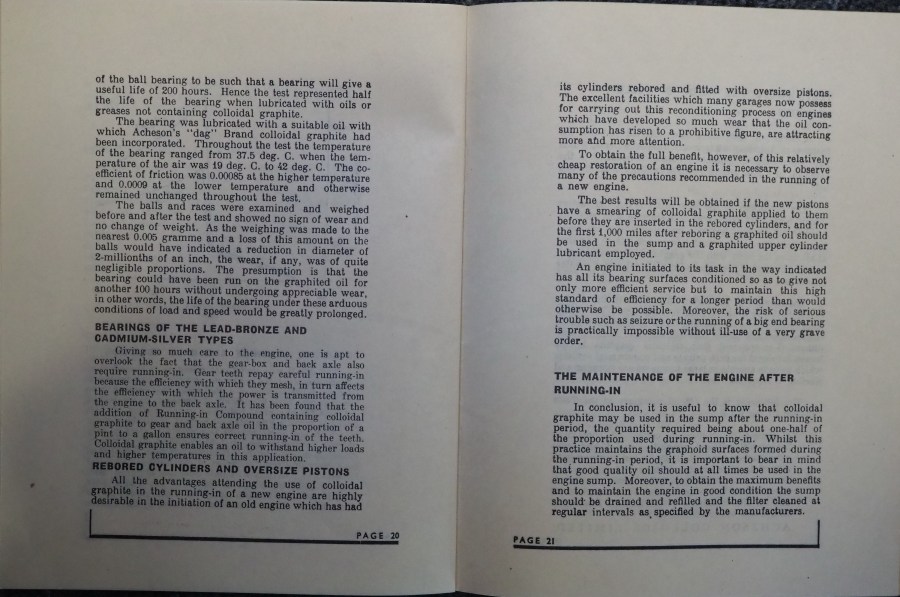 of the ball bearing to be such that a bearing will give a
useful life of 200 hours. Hence the test represented half
the life of the bearing when lubricated with oils or
greases not containing colloidal graphite.
The bearing was lubricated with a suitable oil with
which Acheson's "dag" Brand colloidal graphite had
been incorporated. Throughout the test the temperature
of the bearing ranged from 37.5 deg. C. when the tem-
perature of the air was 19 deg. C. to 42 deg. C. The co-
efficient of friction was 0.00085 at the higher temperature
and 0.0009 at the lower temperature and otherwise
remained unchanged throughout the test.
The balls and races were examined and weighed
before and after the test and showed no sign of wear and
no change of weight. As the weighing was made to the
nearest 0.005 gramme and a loss of this amount on the
balls would have indicated a reduction in diameter of
2-millionths of an inch, the wear, if any, was of quite
negligible proportions. The presumption is that the
bearing could have been run on the graphited oil for
another 100 hours without undergoing appreciable wear,
in other words, the life of the bearing under these arduous
conditions of load and speed would be greatly prolonged.
BEARINGS OF THE LEAD-BRONZE AND
CADMIUM-SILVER TYPES
Giving so much care to the engine, one is apt to
overlook the fact that the gear-box and back axle also
require running-in. Gear teeth repay careful running-in
because the efficiency with which they mesh, in turn affects
the efficiency with which the power is transmitted from
the engine to the back axle. It has been found that the
addition of Running-in Compound containing colloidal
graphite to gear and back axle oil in the proportion of a
pint to a gallon ensures correct running-in of the teeth.
Colloidal graphite enables an oil to withstand higher loads
and higher temperatures in this application.
REBORED CYLINDERS AND OVERSIZE PISTONS
All the advantages attending the use of colloidal
graphite in the running-in of a new engine are highly
desirable in the initiation of an old engine which has had
PAGE 20
its cylinders rebored and fitted with oversize pistons.
The excellent facilities which many garages now possess
for carrying out this reconditioning process on engines
which have developed so much wear that the oil con-
sumption has risen to a prohibitive figure, are attracting
more and more attention.
To obtain the full benefit, however, of this relatively
cheap restoration of an engine it is necessary to observe
many of the precautions recommended in the running of
a new engine.
The best results will be obtained if the new pistons
have a smearing of colloidal graphite applied to them
before they are inserted in the rebored cylinders, and for
the first 1,000 miles after reboring a graphited oil should
be used in the sump and a graphited upper cylinder
lubricant employed.
An engine initiated to its task in the way indicated
has all its bearing surfaces conditioned so as to give not
only more efficient service but to maintain this high
standard of efficiency for a longer period than would
otherwise be possible. Moreover, the risk of serious
trouble such as seizure or the running of a big end bearing
is practically impossible without ill-use of a very grave
order.
THE MAINTENANCE OF THE ENGINE AFTER
RUNNING-IN
In conclusion, it is useful to know that colloidal
graphite may be used in the sump after the running-in
period, the quantity required being about one-half of
the proportion used during running-in. Whilst this
practice maintains the graphoid surfaces formed during
the running-in period, it is important to bear in mind
that good quality oil should at all times be used in the
engine sump. Moreover, to obtain the maximum benefits
and to maintain the engine in good condition the sump
should be drained and refilled and the filter cleaned at
regular intervals as specified by the manufacturers.
PAGE 21